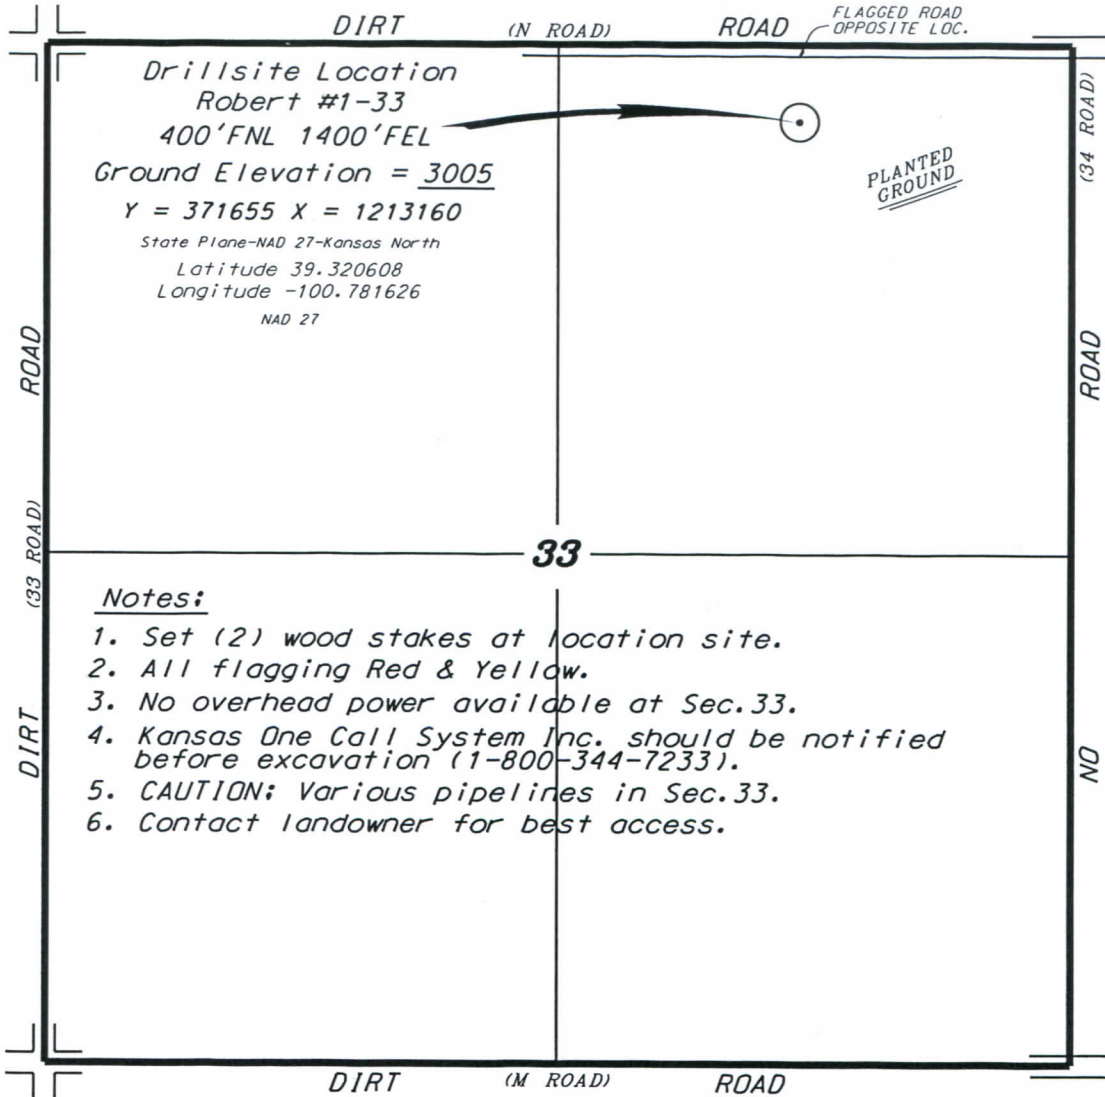 DIRT (N ROAD) ROAD
FLAGGED ROAD
OPPOSITE LOC.
Drillsite Location
Robert #1-33
400'FNL 1400'FEL
Ground Elevation = 3005
Y = 371655 X = 1213160
State Plane-NAD 27-Kansas North
Latitude 39.320608
Longitude -100.781626
NAD 27
PLANTED
GROUND
(34 ROAD)
NO ROAD
DIRT (33 ROAD) ROAD
33
Notes:
1. Set (2) wood stakes at location site.
2. All flagging Red & Yellow.
3. No overhead power available at Sec.33.
4. Kansas One Call System Inc. should be notified
before excavation (1-800-344-7233).
5. CAUTION: Various pipelines in Sec.33.
6. Contact landowner for best access.
DIRT (M ROAD) ROAD